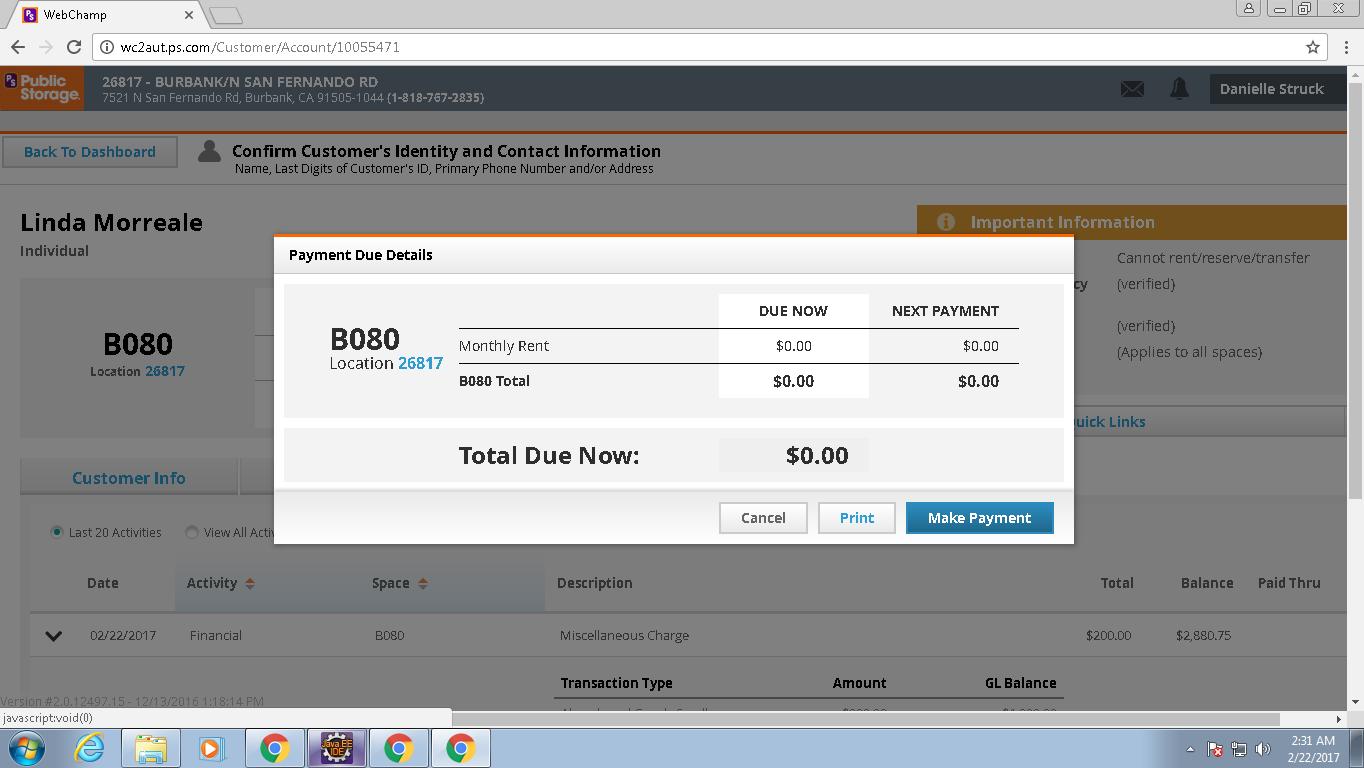 WebChamp
wc2aut.ps.com/Customer/Account/10055471
PS Public Storage.
26817 - BURBANK/N SAN FERNANDO RD
7521 N San Fernando Rd, Burbank, CA 91505-1044 (1-818-767-2835)
Danielle Struck
Back To Dashboard
Confirm Customer's Identity and Contact Information
Name, Last Digits of Customer's ID, Primary Phone Number and/or Address
Linda Morreale
Individual
Important Information
Cannot rent/reserve/transfer
cy (verified)
(verified)
(Applies to all spaces)
B080
Location 26817
Payment Due Details
DUE NOW NEXT PAYMENT
B080
Location 26817
Monthly Rent $0.00 $0.00
B080 Total $0.00 $0.00
Total Due Now: $0.00
Cancel Print Make Payment
uick Links
Customer Info
Last 20 Activities View All Activ
Date Activity Space Description Total Balance Paid Thru
02/22/2017 Financial B080 Miscellaneous Charge $200.00 $2,880.75
Transaction Type Amount GL Balance
Version #2.0.12497.15 - 12/13/2016 1:18:14 PM
javascript:void(0)
Java EE
IDE
2:31 AM
2/22/2017